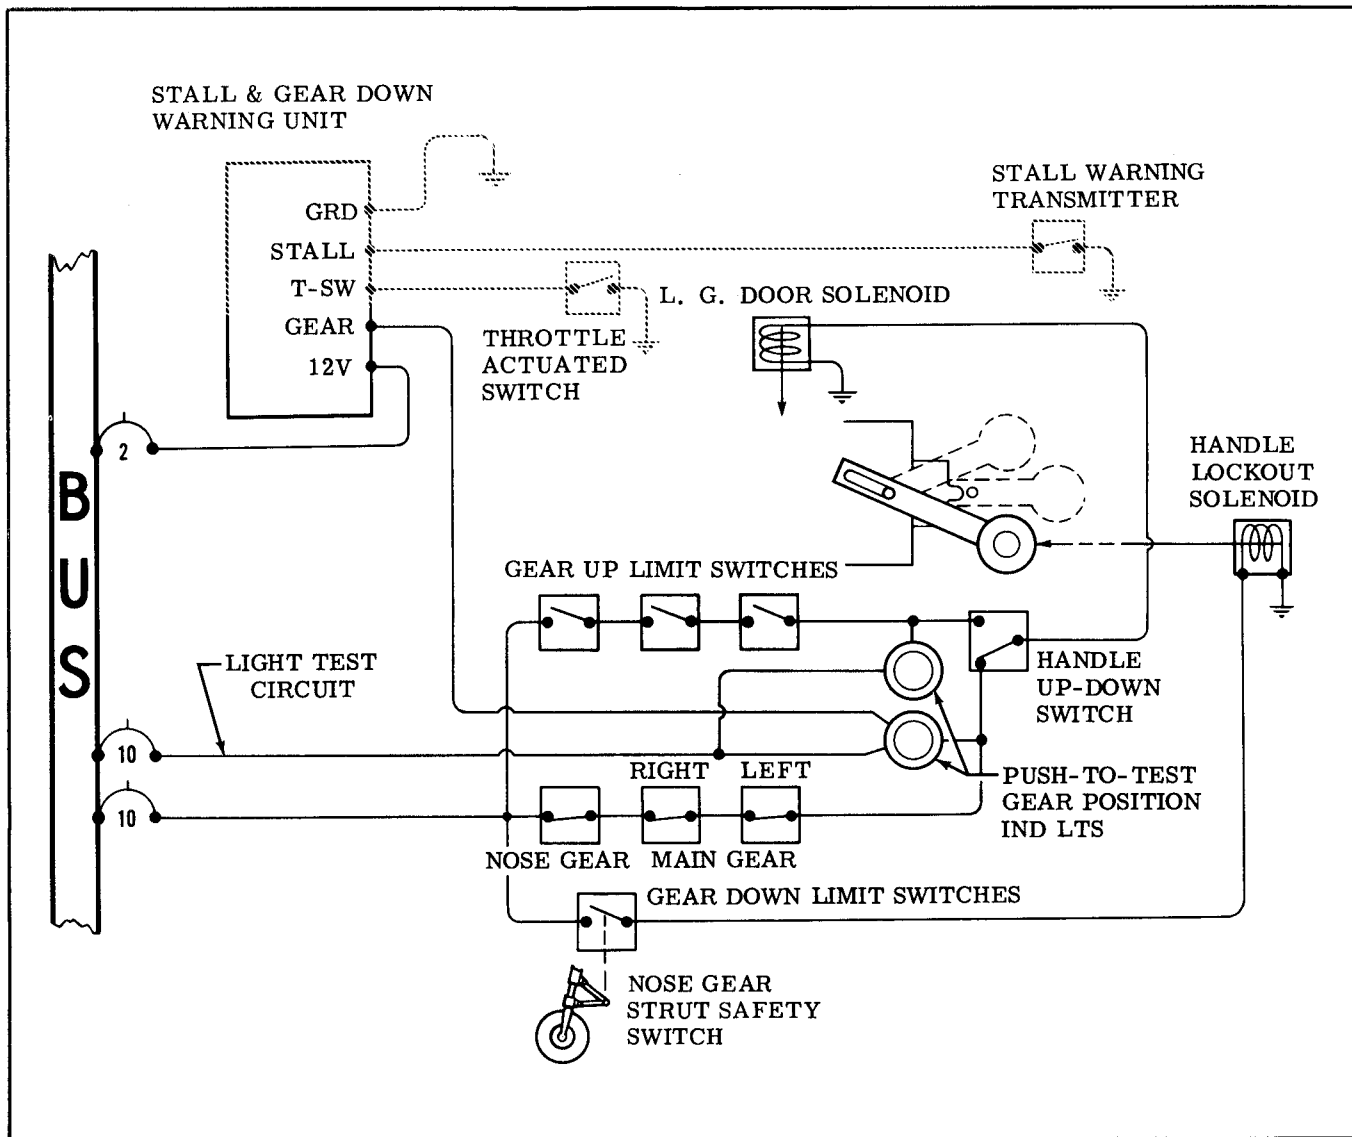 STALL & GEAR DOWN
WARNING UNIT
GRD
STALL
T-SW
GEAR
12V
STALL WARNING
TRANSMITTER
L. G. DOOR SOLENOID
THROTTLE
ACTUATED
SWITCH
2
BUS
HANDLE
LOCKOUT
SOLENOID
GEAR UP LIMIT SWITCHES
LIGHT TEST
CIRCUIT
HANDLE
UP-DOWN
SWITCH
10
RIGHT LEFT
PUSH-TO-TEST
GEAR POSITION
IND LTS
10
NOSE GEAR MAIN GEAR
GEAR DOWN LIMIT SWITCHES
NOSE GEAR
STRUT SAFETY
SWITCH